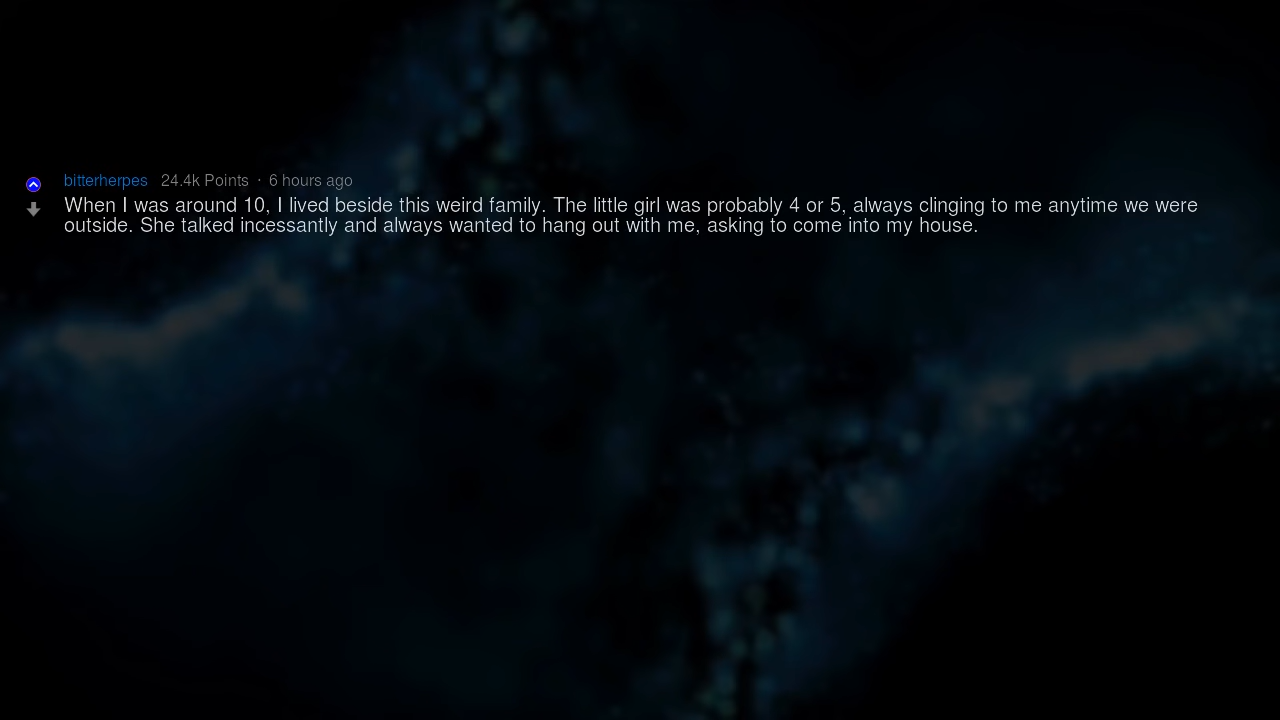 bitterherpes 24.4k Points · 6 hours ago
When I was around 10, I lived beside this weird family. The little girl was probably 4 or 5, always clinging to me anytime we were
outside. She talked incessantly and always wanted to hang out with me, asking to come into my house.